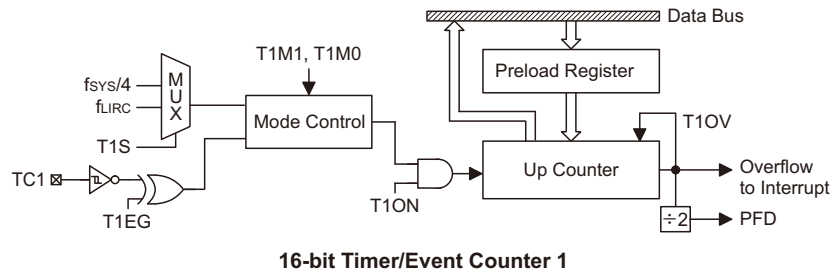 Data Bus
T1M1, T1M0
Preload Register
fSYS/4
fLIRC
MUX
Mode Control
T1OV
T1S
Up Counter
Overflow
to Interrupt
TC1
T1EG
T1ON
÷2
PFD
16-bit Timer/Event Counter 1